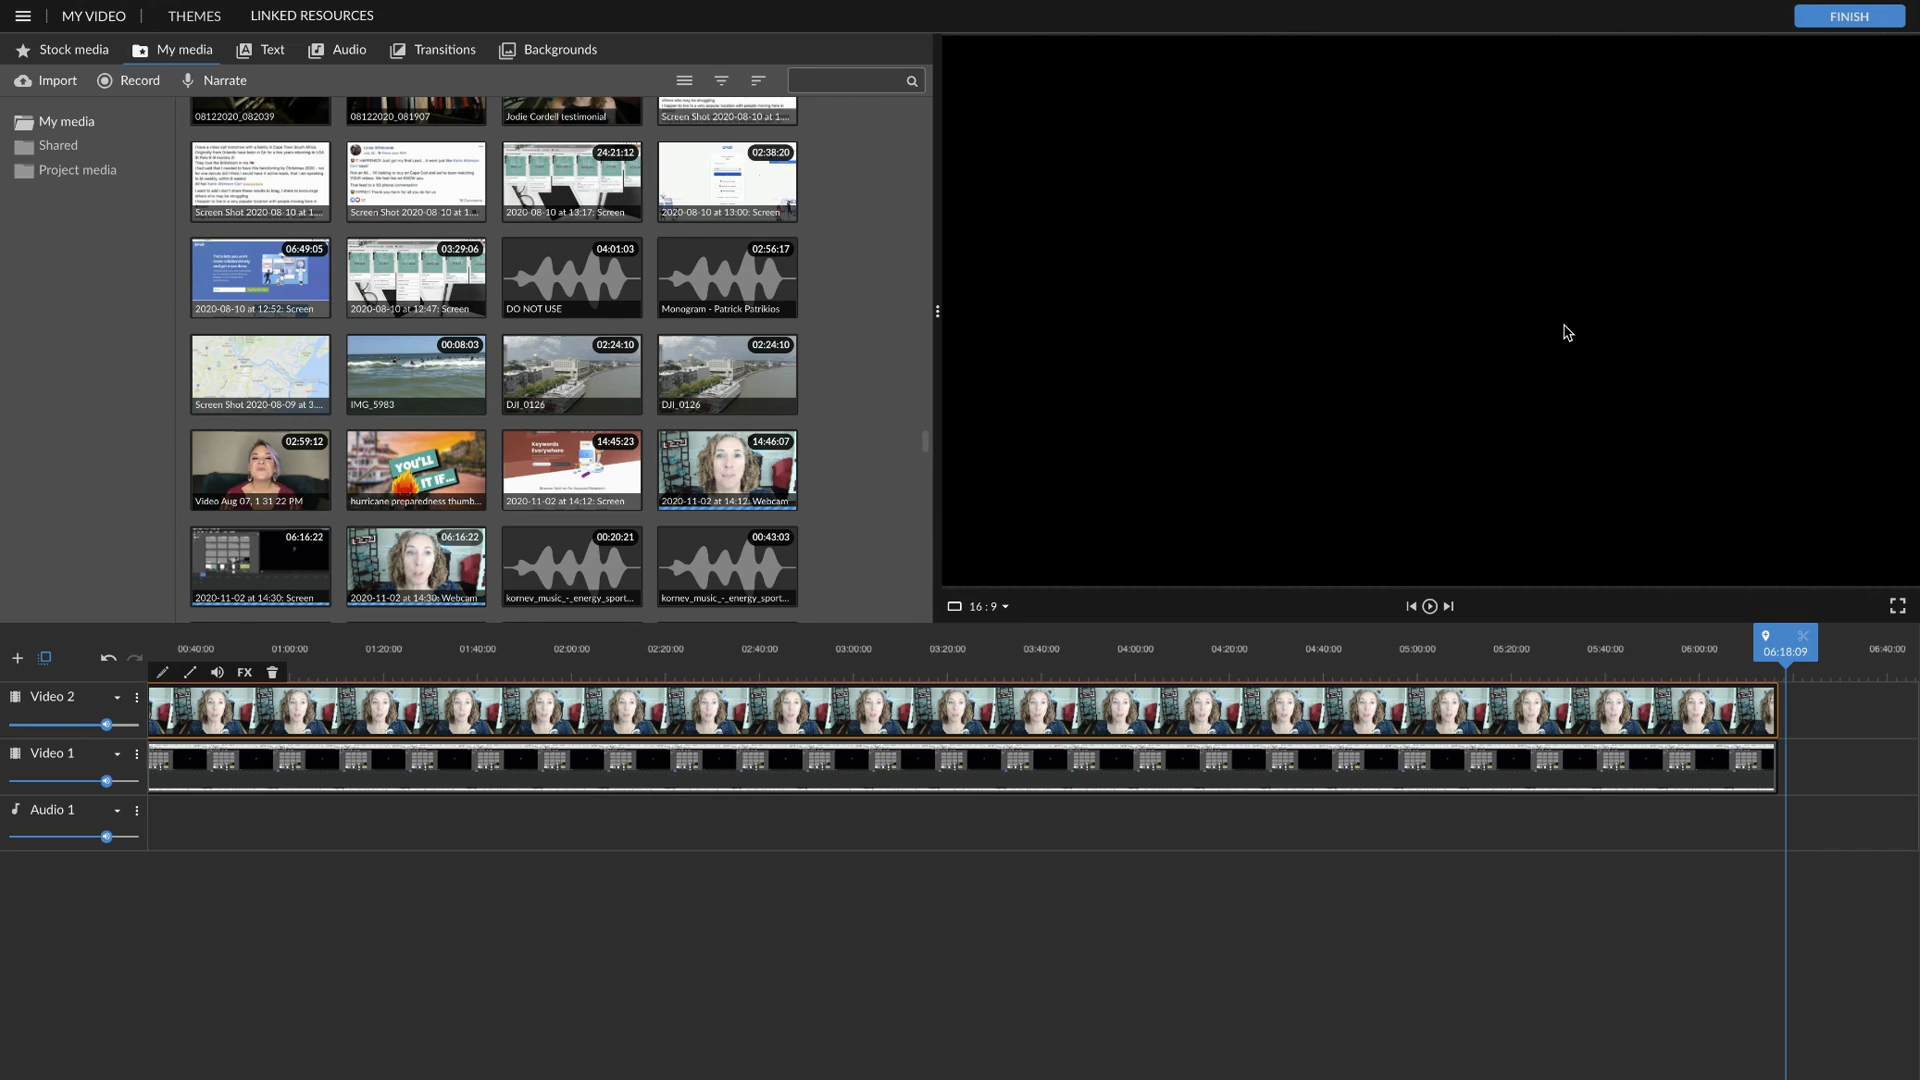 MY VIDEO
THEMES
LINKED RESOURCES
FINISH
Stock media
My media
Text
Audio
Transitions
Backgrounds
Import
Record
Narrate
My media
Shared
Project media
08122020_082039
08122020_081907
Jodie Cordell testimonial
Screen Shot 2020-08-10 at 1....
Screen Shot 2020-08-10 at 1....
Screen Shot 2020-08-10 at 1....
24:21:12
2020-08-10 at 13:17: Screen
02:38:20
2020-08-10 at 13:00: Screen
06:49:05
2020-08-10 at 12:52: Screen
03:29:06
2020-08-10 at 12:47: Screen
04:01:03
DO NOT USE
02:56:17
Monogram - Patrick Patrikios
Screen Shot 2020-08-09 at 3....
00:08:03
IMG_5983
02:24:10
DJI_0126
02:24:10
DJI_0126
02:59:12
Video Aug 07, 1 31 22 PM
YOU'LL
IT IF...
hurricane preparedness thumb...
Keywords
Everywhere
14:45:23
2020-11-02 at 14:12: Screen
14:46:07
2020-11-02 at 14:12: Webcam
06:16:22
2020-11-02 at 14:30: Screen
06:16:22
2020-11-02 at 14:30: Webcam
00:20:21
kornev_music_-_energy_sport...
00:43:03
kornev_music_-_energy_sport...
16 : 9
00:40:00
01:00:00
01:20:00
01:40:00
02:00:00
02:20:00
02:40:00
03:00:00
03:20:00
03:40:00
04:00:00
04:20:00
04:40:00
05:00:00
05:20:00
05:40:00
06:00:00
06:18:09
06:40:00
FX
Video 2
Video 1
Audio 1